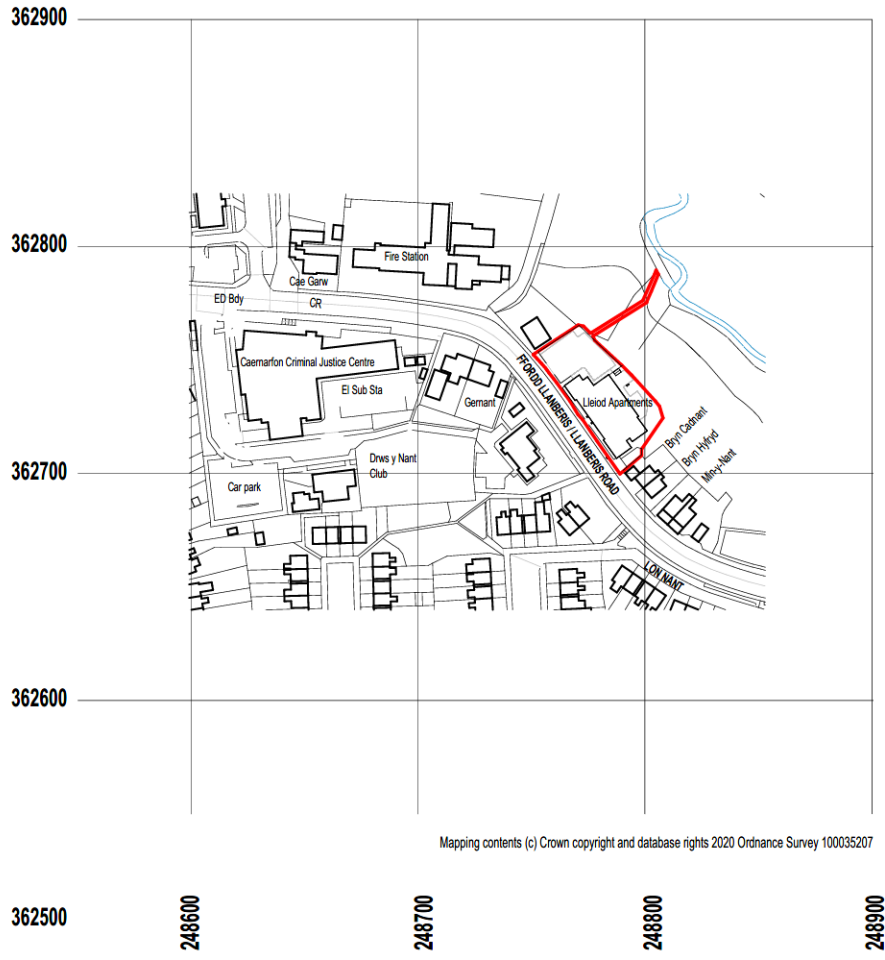 362900
362800
Fire Station
Cae Garw
ED Bdy
CR
Caernarfon Criminal Justice Centre
El Sub Sta
Gernant
FFORDD LLANBERIS / LLANBERIS ROAD
Lleiod Apartments
Bryn Cadnant
Bryn Hyfryd
Min-y-Nant
362700
Drws y Nant
Club
Car park
LON NANT
362600
Mapping contents (c) Crown copyright and database rights 2020 Ordnance Survey 100035207
362500
248600
248700
248800
248900